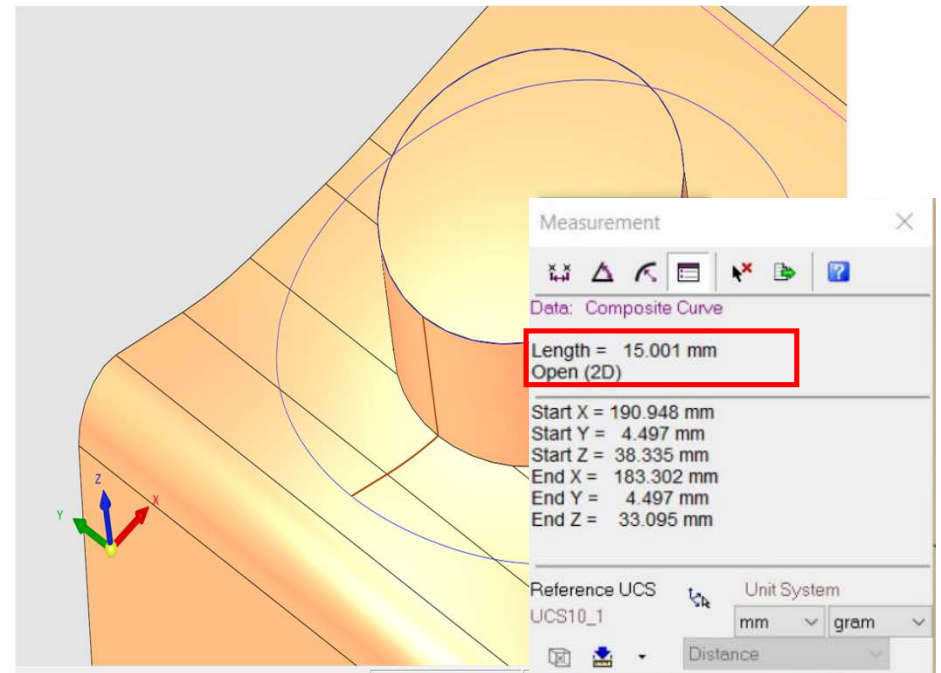 Z
X
Y
Measurement
Data: Composite Curve
Length = 15.001 mm
Open (2D)
Start X = 190.948 mm
Start Y = 4.497 mm
Start Z = 38.335 mm
End X = 183.302 mm
End Y = 4.497 mm
End Z = 33.095 mm
Reference UCS
Unit System
UCS10_1
mm
gram
Distance